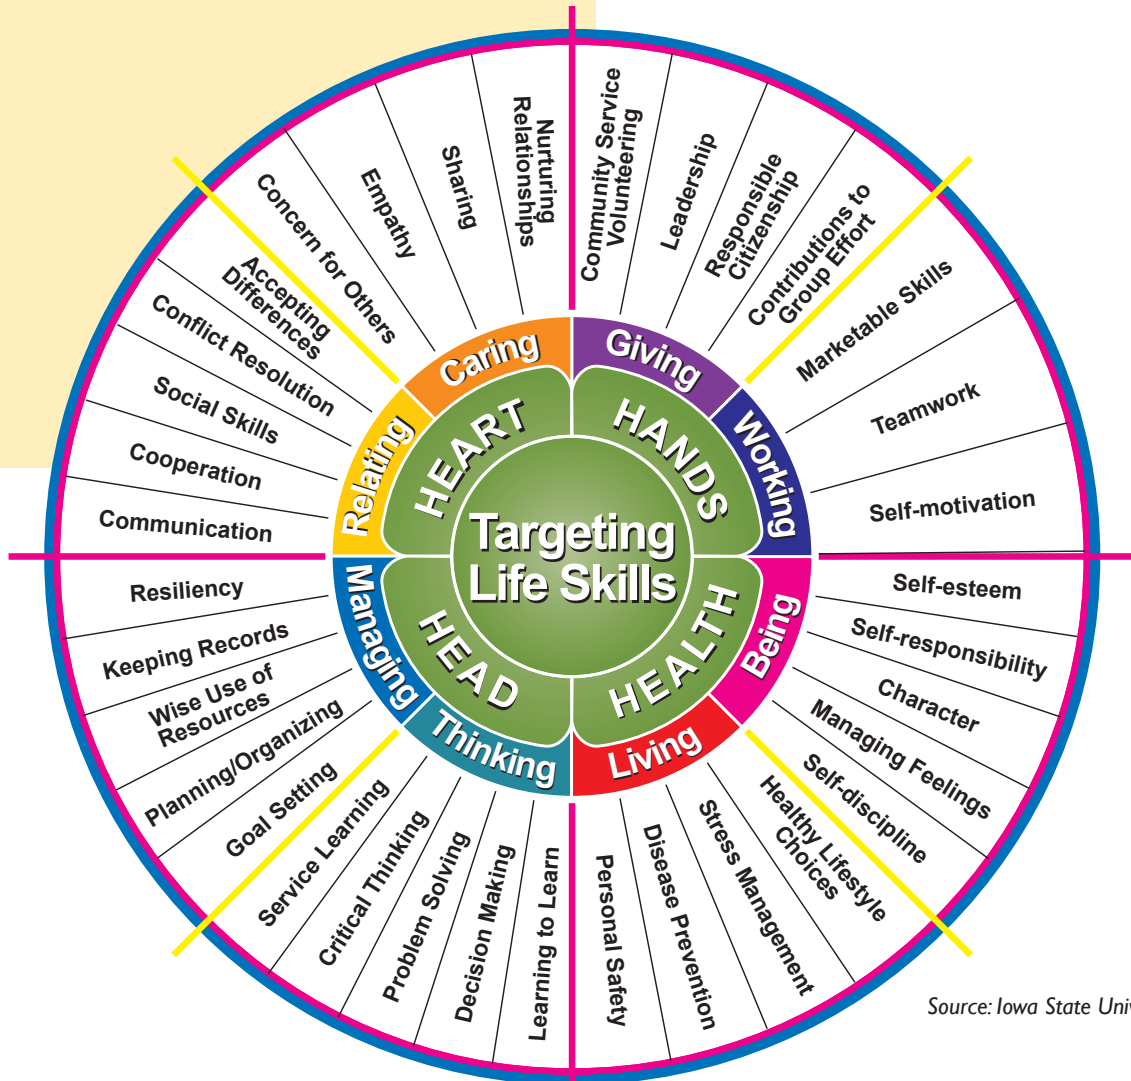 Targeting
Life Skills
HEART
HANDS
HEALTH
HEAD
Caring
Giving
Working
Being
Living
Thinking
Managing
Relating
Nurturing
Relationships
Sharing
Empathy
Concern for Others
Community Service
Volunteering
Leadership
Responsible
Citizenship
Contributions to
Group Effort
Marketable Skills
Teamwork
Self-motivation
Self-esteem
Self-responsibility
Character
Managing Feelings
Self-discipline
Healthy Lifestyle
Choices
Stress Management
Disease Prevention
Personal Safety
Learning to Learn
Decision Making
Problem Solving
Critical Thinking
Service Learning
Goal Setting
Planning/Organizing
Wise Use of
Resources
Keeping Records
Resiliency
Communication
Cooperation
Social Skills
Conflict Resolution
Accepting
Differences
Source: Iowa State Univ